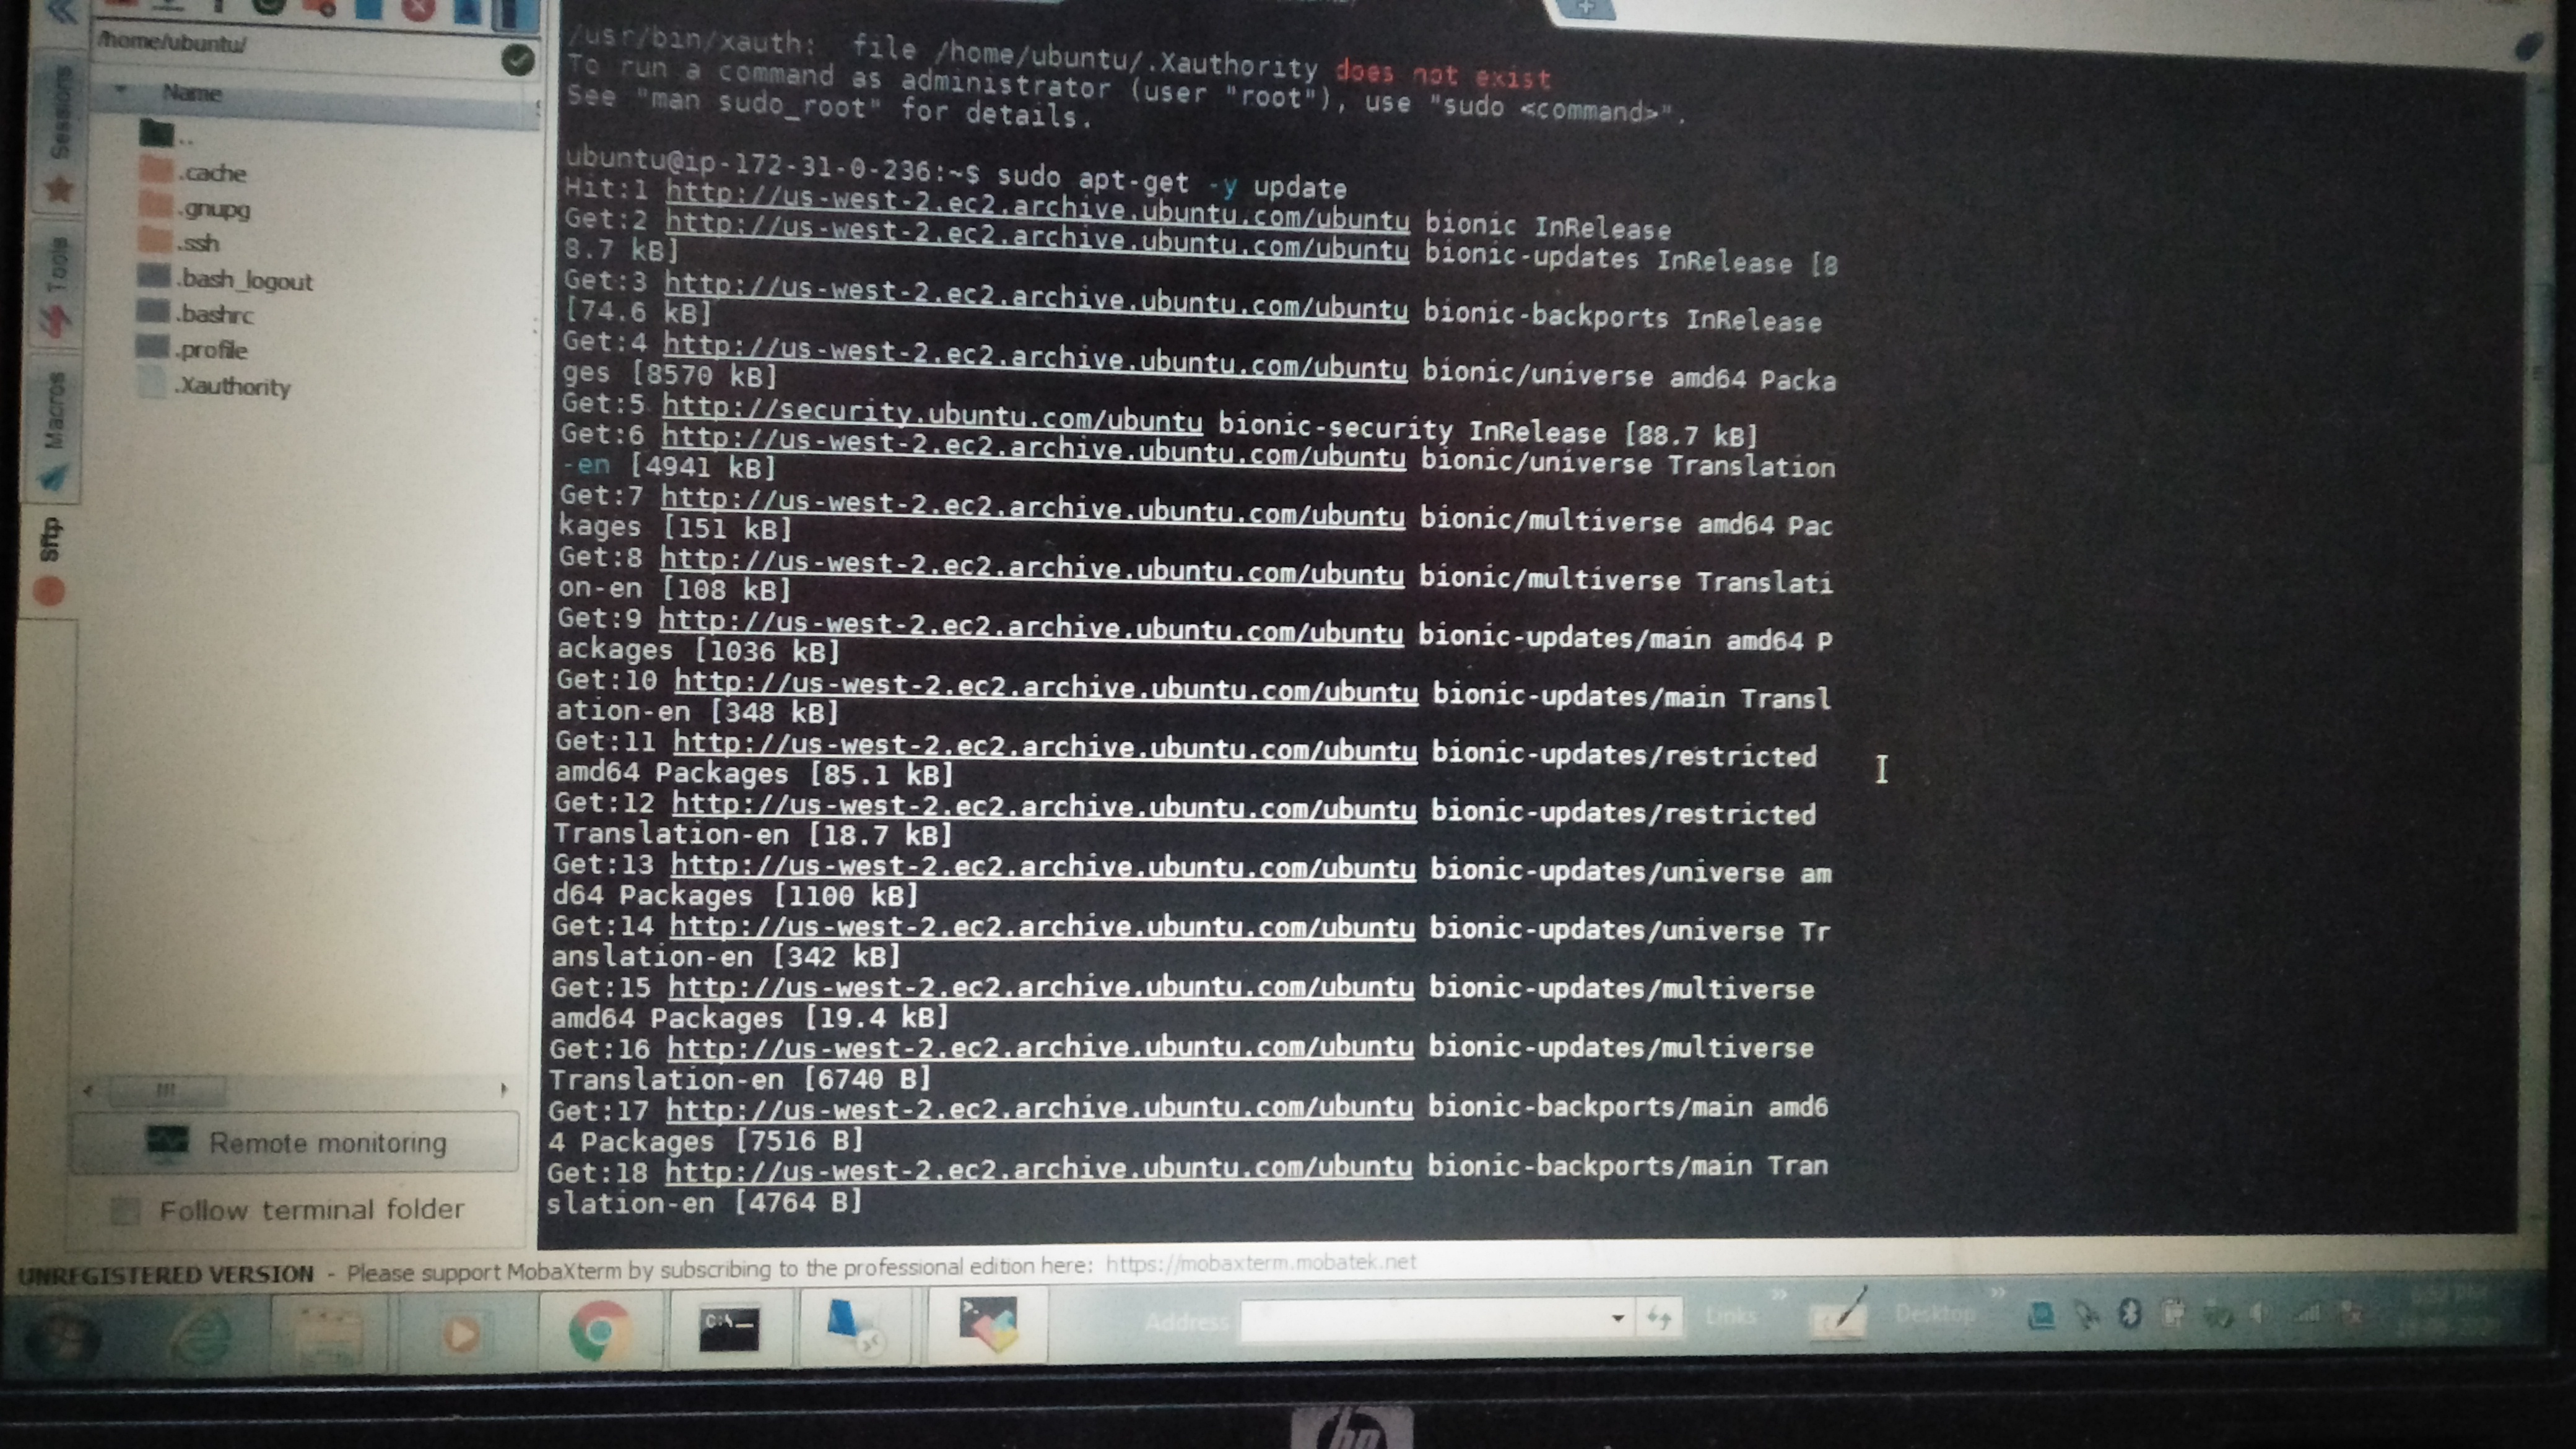 /home/ubuntu/
Name
..
.cache
.gnupg
.ssh
.bash_logout
.bashrc
.profile
.Xauthority
Sessions
Tools
Macros
Sftp
Remote monitoring
Follow terminal folder
/usr/bin/xauth:  file /home/ubuntu/.Xauthority does not exist
To run a command as administrator (user "root"), use "sudo <command>".
See "man sudo_root" for details.
ubuntu@ip-172-31-0-236:~$ sudo apt-get -y update
Hit:1 http://us-west-2.ec2.archive.ubuntu.com/ubuntu bionic InRelease
Get:2 http://us-west-2.ec2.archive.ubuntu.com/ubuntu bionic-updates InRelease [8
8.7 kB]
Get:3 http://us-west-2.ec2.archive.ubuntu.com/ubuntu bionic-backports InRelease
[74.6 kB]
Get:4 http://us-west-2.ec2.archive.ubuntu.com/ubuntu bionic/universe amd64 Packa
ges [8570 kB]
Get:5 http://security.ubuntu.com/ubuntu bionic-security InRelease [88.7 kB]
Get:6 http://us-west-2.ec2.archive.ubuntu.com/ubuntu bionic/universe Translation
-en [4941 kB]
Get:7 http://us-west-2.ec2.archive.ubuntu.com/ubuntu bionic/multiverse amd64 Pac
kages [151 kB]
Get:8 http://us-west-2.ec2.archive.ubuntu.com/ubuntu bionic/multiverse Translati
on-en [108 kB]
Get:9 http://us-west-2.ec2.archive.ubuntu.com/ubuntu bionic-updates/main amd64 P
ackages [1036 kB]
Get:10 http://us-west-2.ec2.archive.ubuntu.com/ubuntu bionic-updates/main Transl
ation-en [348 kB]
Get:11 http://us-west-2.ec2.archive.ubuntu.com/ubuntu bionic-updates/restricted
amd64 Packages [85.1 kB]
Get:12 http://us-west-2.ec2.archive.ubuntu.com/ubuntu bionic-updates/restricted
Translation-en [18.7 kB]
Get:13 http://us-west-2.ec2.archive.ubuntu.com/ubuntu bionic-updates/universe am
d64 Packages [1100 kB]
Get:14 http://us-west-2.ec2.archive.ubuntu.com/ubuntu bionic-updates/universe Tr
anslation-en [342 kB]
Get:15 http://us-west-2.ec2.archive.ubuntu.com/ubuntu bionic-updates/multiverse
amd64 Packages [19.4 kB]
Get:16 http://us-west-2.ec2.archive.ubuntu.com/ubuntu bionic-updates/multiverse
Translation-en [6740 B]
Get:17 http://us-west-2.ec2.archive.ubuntu.com/ubuntu bionic-backports/main amd6
4 Packages [7516 B]
Get:18 http://us-west-2.ec2.archive.ubuntu.com/ubuntu bionic-backports/main Tran
slation-en [4764 B]
UNREGISTERED VERSION - Please support MobaXterm by subscribing to the professional edition here: https://mobaxterm.mobatek.net
C:\
Address
Links
Desktop
hp